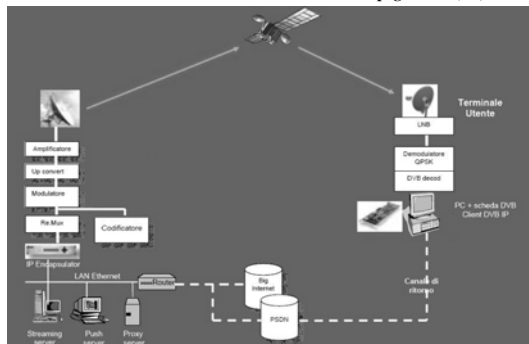 Amplificatore
Up convert
Modulatore
Re.Mux
Codificatore
IP Encapsulator
LAN Ethernet
Router
Streaming
server
Push
server
Proxy
server
Big
Internet
PSDN
Terminale
Utente
LNB
Demodulatore
QPSK
DVB decod
PC + scheda DVB
Client DVB IP
Canale di
ritorno